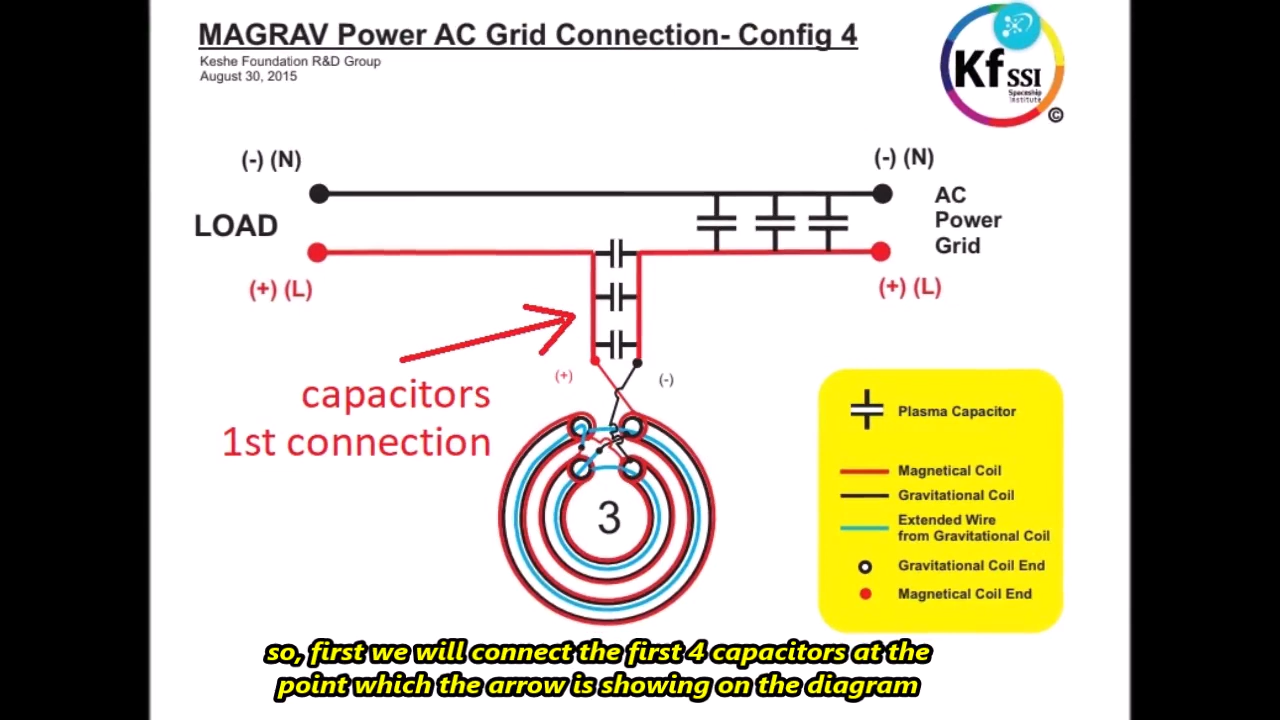 MAGRAV Power AC Grid Connection- Config 4
Keshe Foundation R&D Group
August 30, 2015
Kf SSI
Spaceship
Institute
©
(-) (N)
(-) (N)
LOAD
AC
Power
Grid
(+) (L)
(+) (L)
capacitors
1st connection
(+)
(-)
3
Plasma Capacitor
Magnetical Coil
Gravitational Coil
Extended Wire
from Gravitational Coil
Gravitational Coil End
Magnetical Coil End
so, first we will connect the first 4 capacitors at the
point which the arrow is showing on the diagram